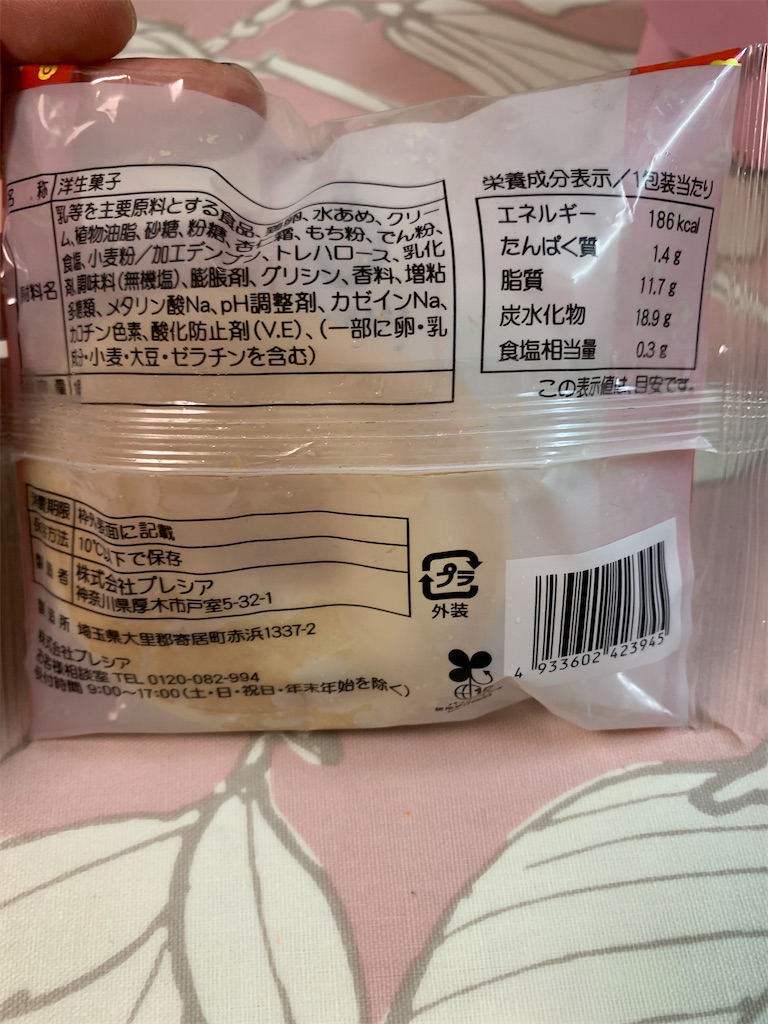 称 洋生菓子
乳等を主要原料とする食品、卵、水あめ、クリー
ム、植物油脂、砂糖、粉糖、杏仁霜、もち粉、でん粉、
食塩、小麦粉/加工デンプン、トレハロース、乳化
剤、調味料(無機塩)、膨脹剤、グリシン、香料、増粘
多糖類、メタリン酸Na、pH調整剤、カゼインNa、
カロチン色素、酸化防止剤(V.E)、(一部に卵・乳
成分・小麦・大豆・ゼラチンを含む)
材料名
量
栄養成分表示/1包装当たり
エネルギー 186kcal
たんぱく質 1.4g
脂質 11.7g
炭水化物 18.9g
食塩相当量 0.3g
この表示値は、目安です。
消費期限 枠外表面に記載
保存方法 10℃以下で保存
製造者 株式会社プレシア
神奈川県厚木市戸室5-32-1
製造所 埼玉県大里郡寄居町赤浜1337-2
株式会社プレシア
お客様相談室 TEL 0120-082-994
受付時間 9:00~17:00(土・日・祝日・年末年始を除く)
プラ
外装
4 933602 423945